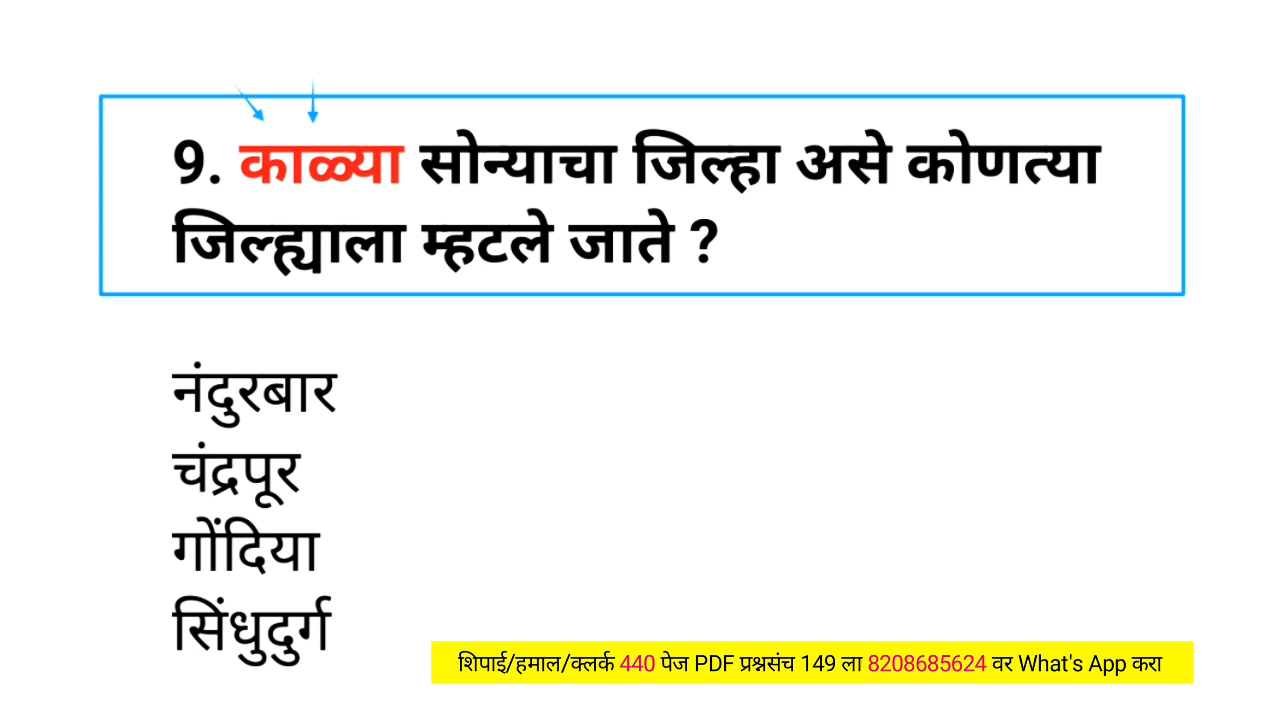 9. काळ्या सोन्याचा जिल्हा असे कोणत्या
जिल्ह्याला म्हटले जाते ?
नंदुरबार
चंद्रपूर
गोंदिया
सिंधुदुर्ग
शिपाई/हमाल/क्लर्क 440 पेज PDF प्रश्नसंच 149 ला 8208685624 वर What's App करा